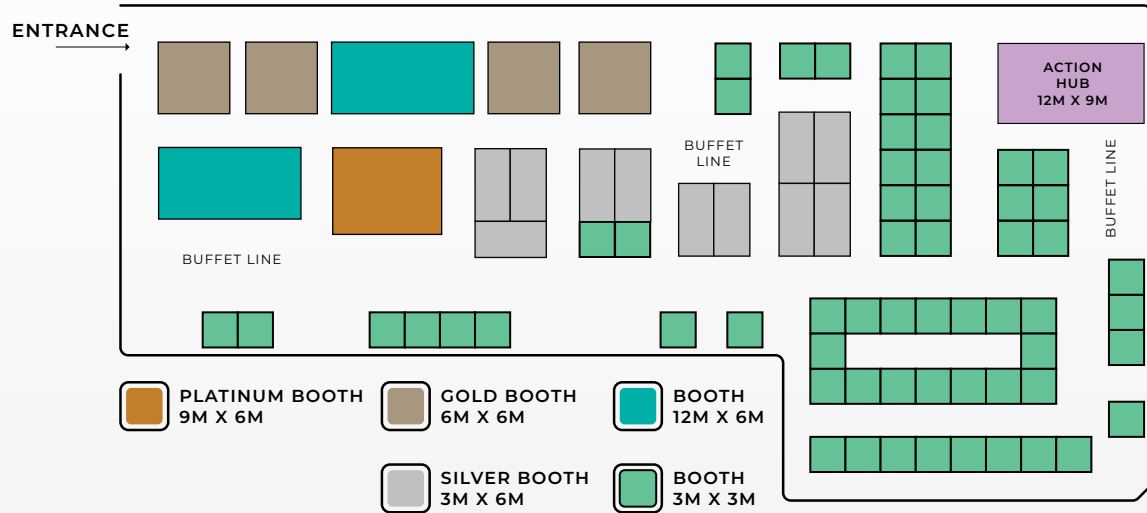 ENTRANCE
ACTION
HUB
12M X 9M
BUFFET
LINE
BUFFET LINE
BUFFET LINE
PLATINUM BOOTH
9M X 6M
GOLD BOOTH
6M X 6M
BOOTH
12M X 6M
SILVER BOOTH
3M X 6M
BOOTH
3M X 3M